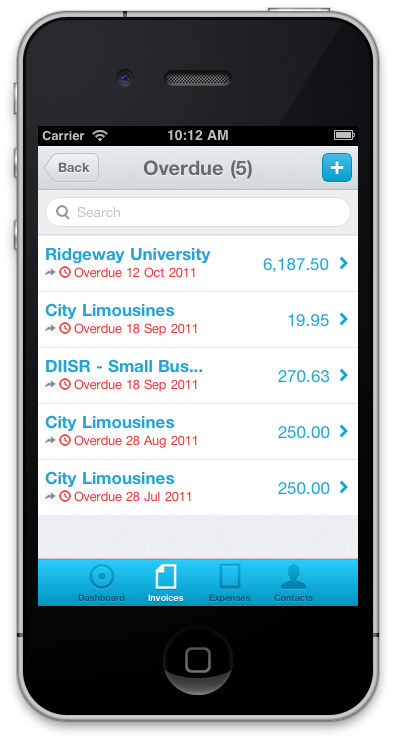 Carrier 10:12 AM
Back Overdue (5) +
Search
Ridgeway University
Overdue 12 Oct 2011 6,187.50
City Limousines
Overdue 18 Sep 2011 19.95
DIISR - Small Bus...
Overdue 18 Sep 2011 270.63
City Limousines
Overdue 28 Aug 2011 250.00
City Limousines
Overdue 28 Jul 2011 250.00
Dashboard Invoices Expenses Contacts